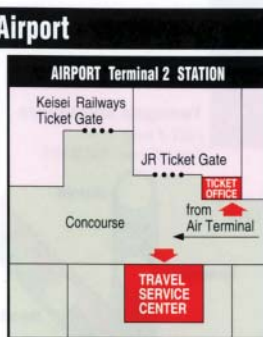 Airport
AIRPORT Terminal 2 STATION
Keisei Railways
Ticket Gate
JR Ticket Gate
TICKET
OFFICE
from
Air Terminal
Concourse
TRAVEL
SERVICE
CENTER